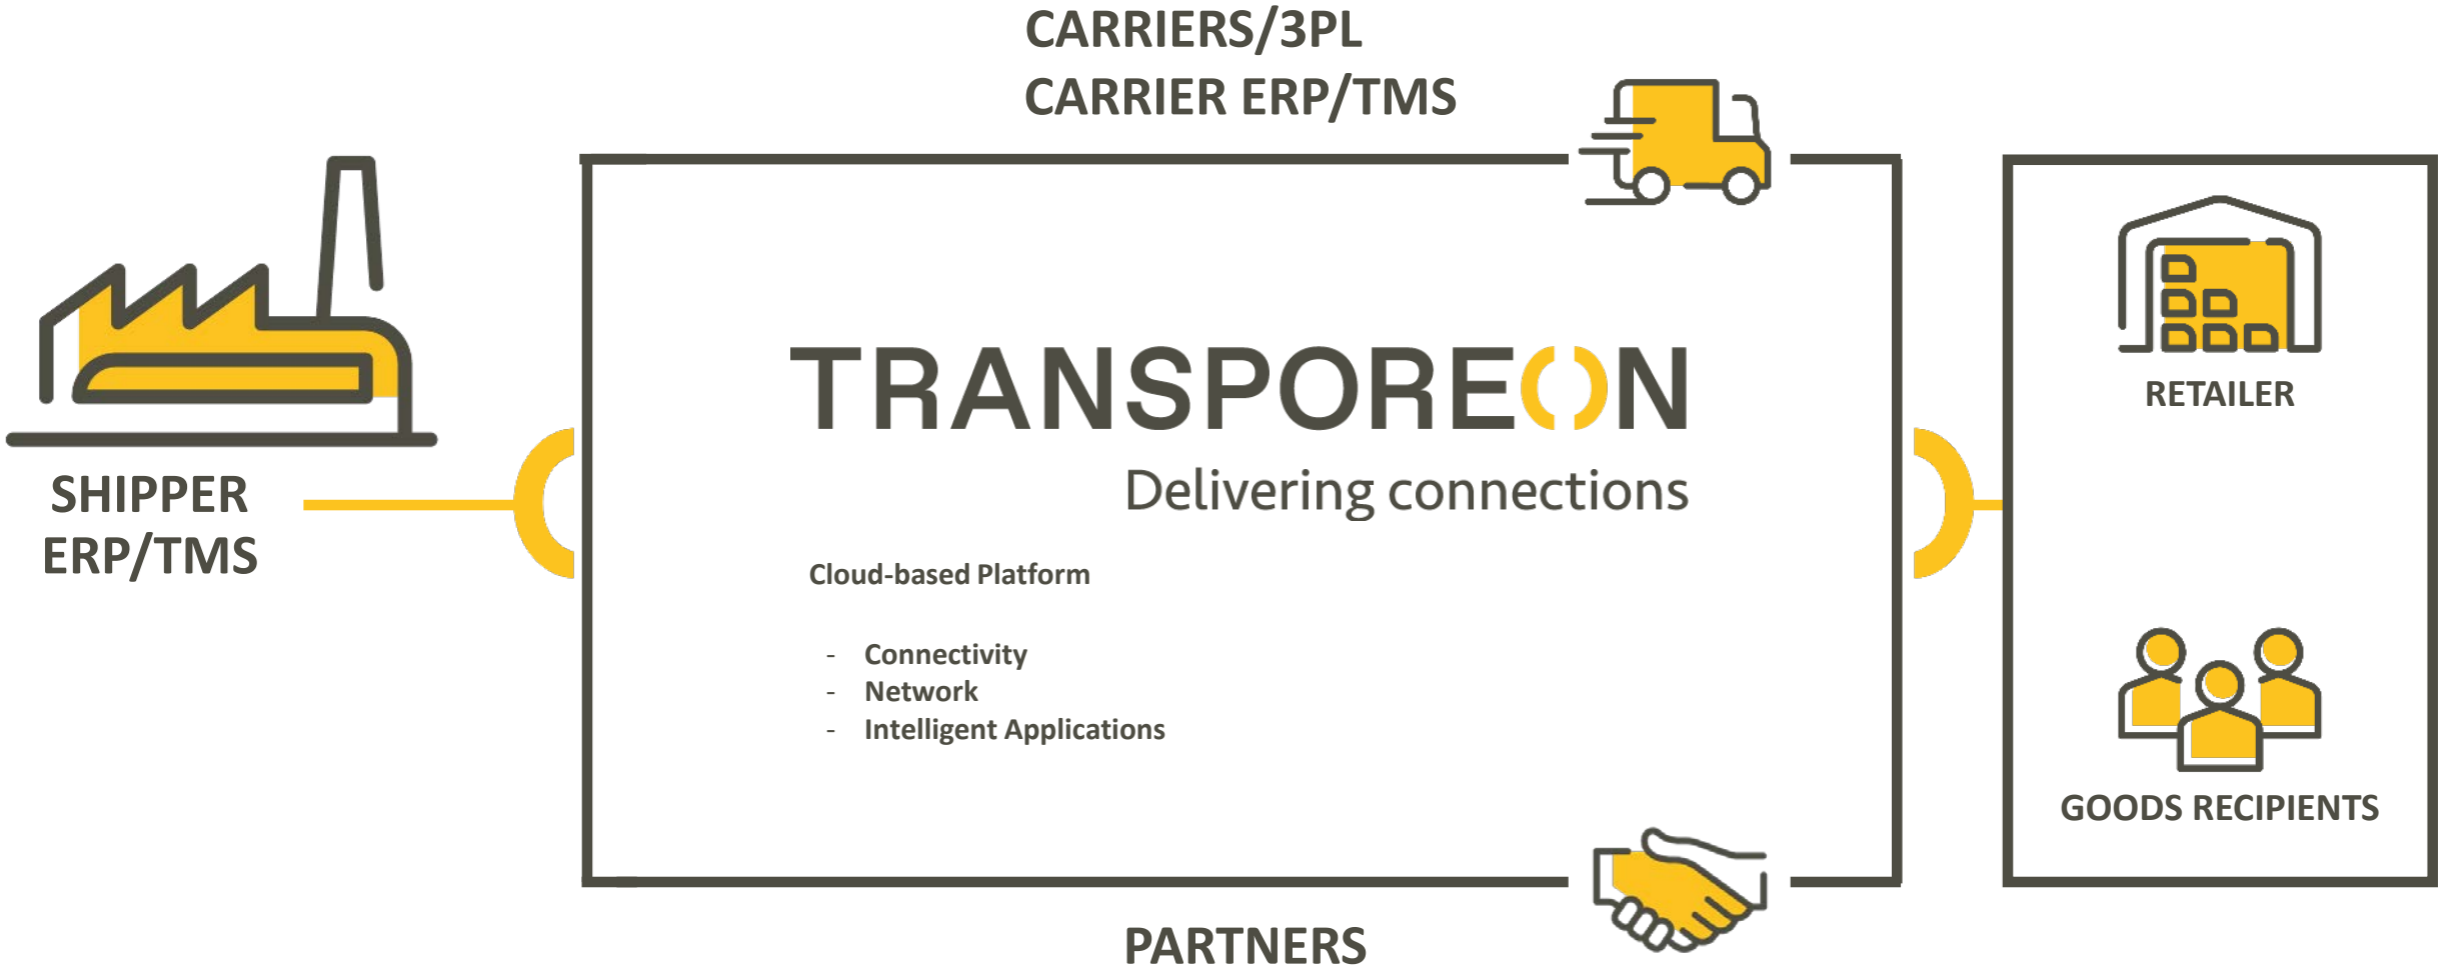 CARRIERS/3PL
CARRIER ERP/TMS
SHIPPER
ERP/TMS
TRANSPOREON
Delivering connections
Cloud-based Platform
- Connectivity
- Network
- Intelligent Applications
RETAILER
GOODS RECIPIENTS
PARTNERS